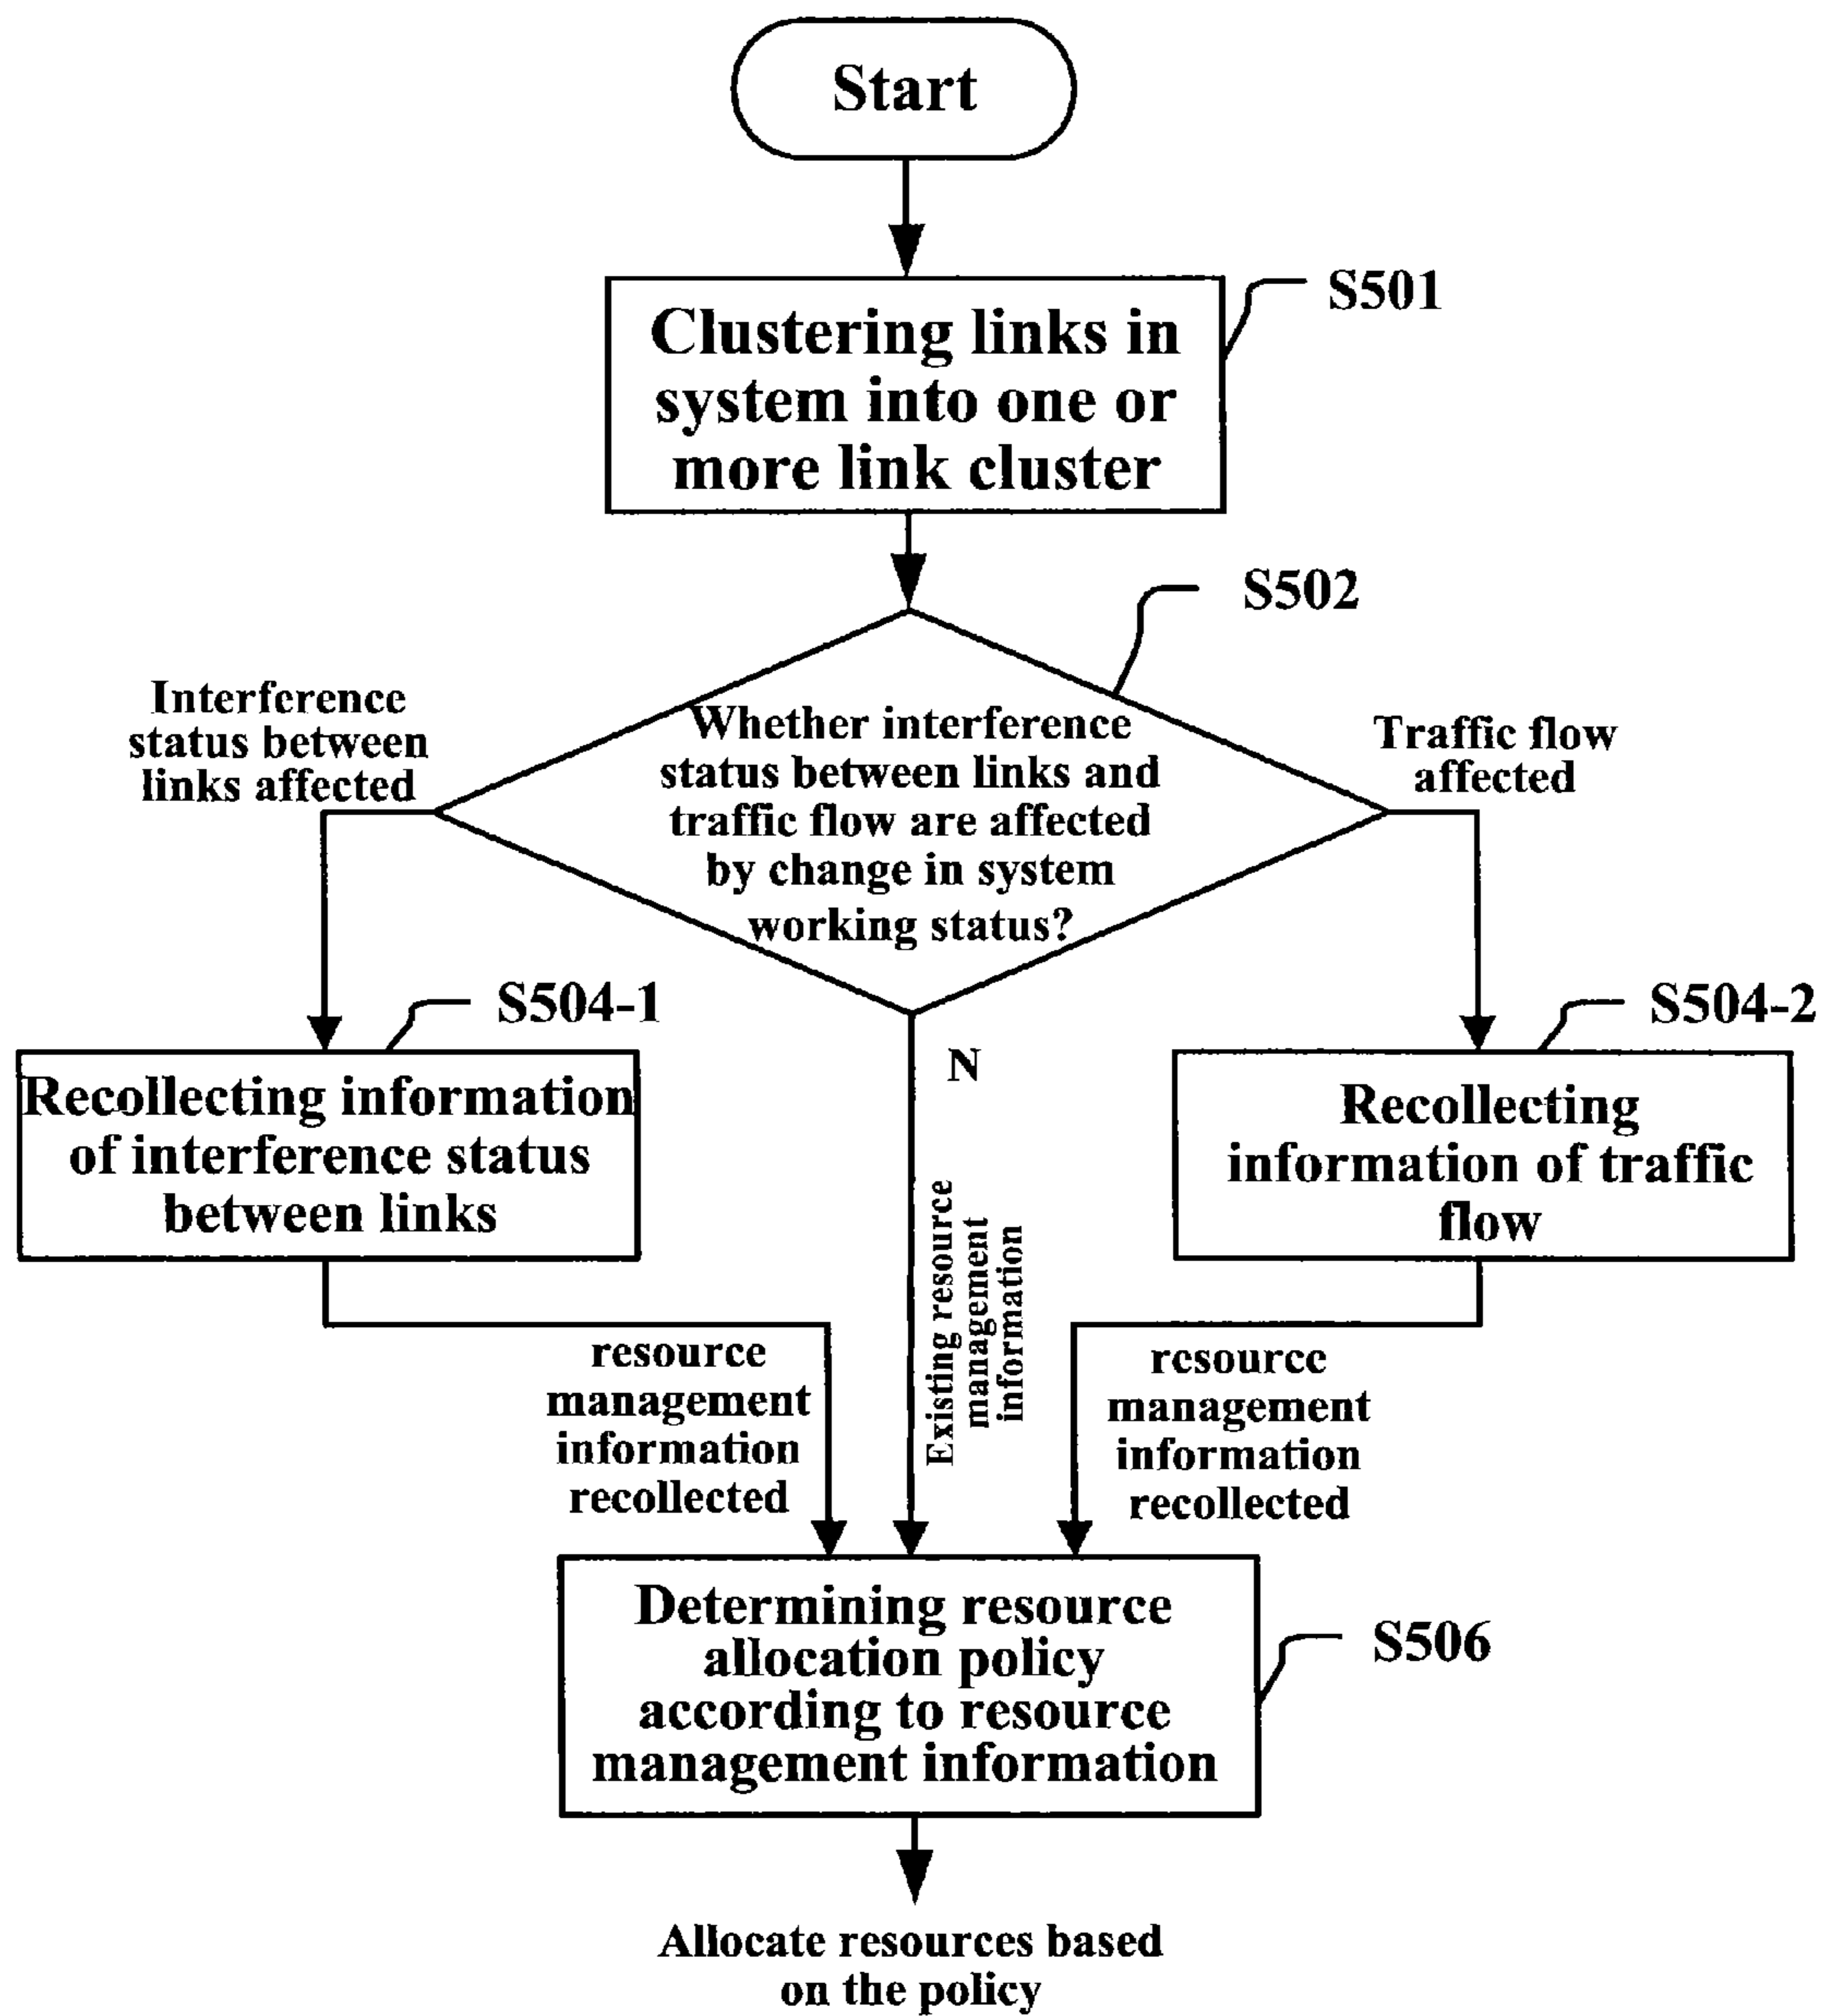 Start
S501
Clustering links in
system into one or
more link cluster
S502
Interference
status between
links affected
Whether interference
status between links and
traffic flow are affected
by change in system
working status?
Traffic flow
affected
S504-1
S504-2
N
Recollecting information
of interference status
between links
Recollecting
information of traffic
flow
Existing resource
management
information
resource
management
information
recollected
resource
management
information
recollected
Determining resource
allocation policy
according to resource
management information
S506
Allocate resources based
on the policy